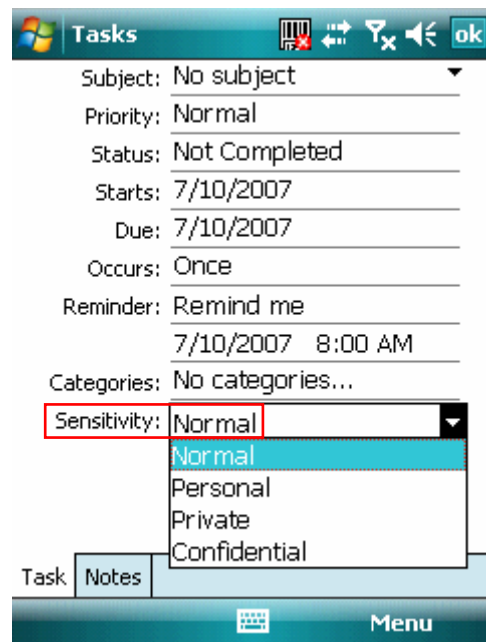 Tasks ok
Subject: No subject
Priority: Normal
Status: Not Completed
Starts: 7/10/2007
Due: 7/10/2007
Occurs: Once
Reminder: Remind me
7/10/2007 8:00 AM
Categories: No categories...
Sensitivity: Normal
Normal
Personal
Private
Confidential
Task Notes
Menu